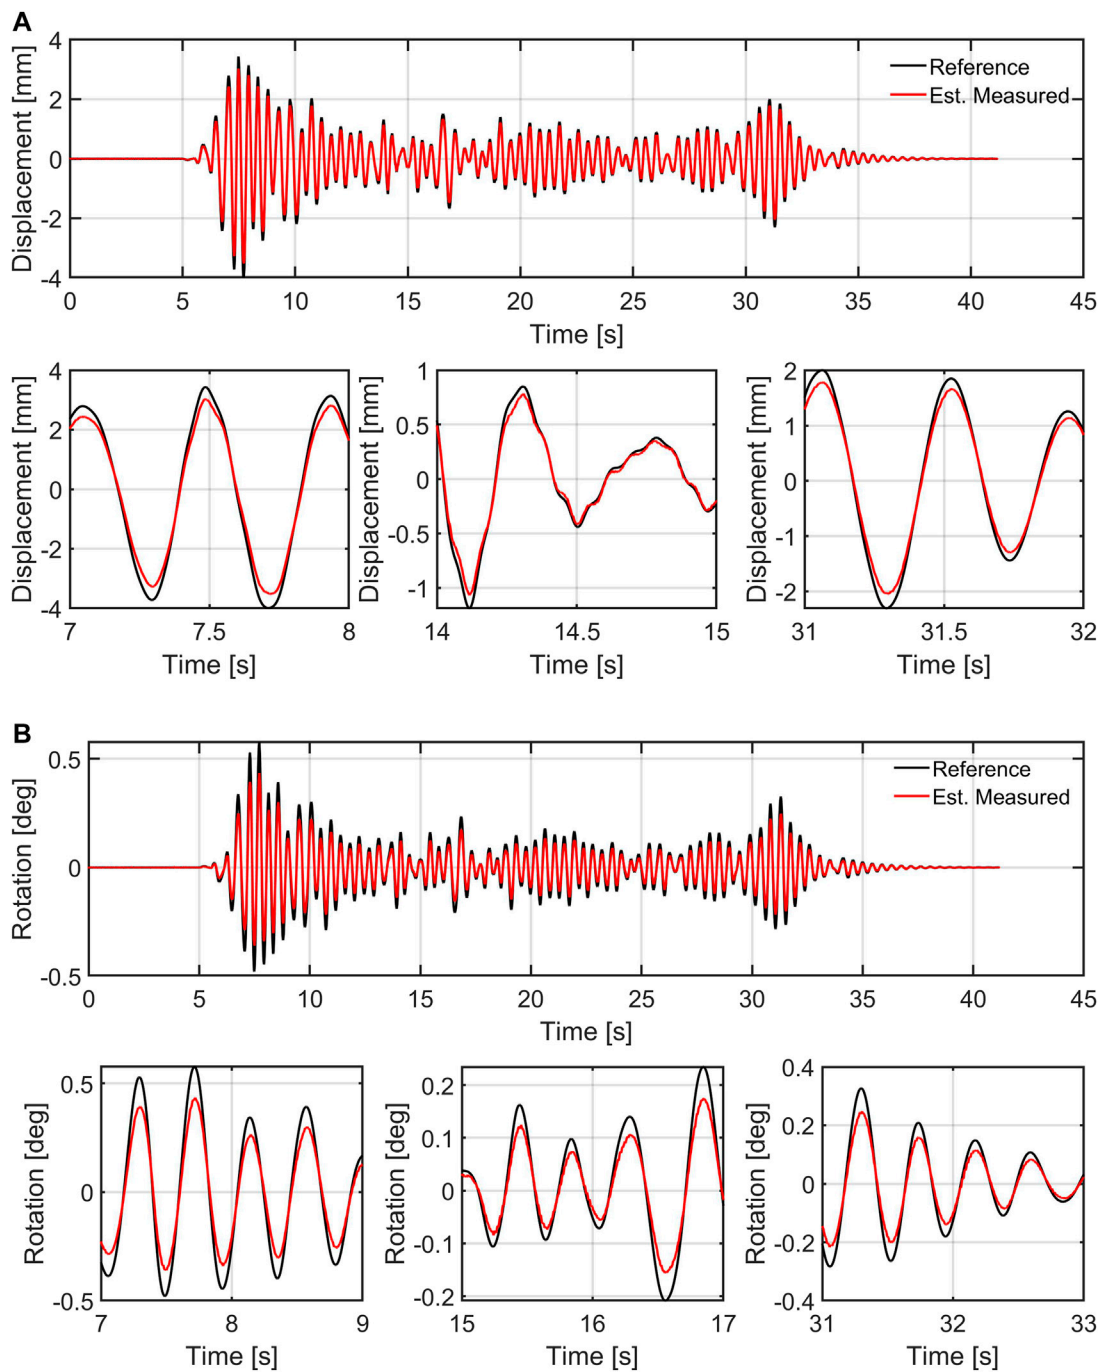 A
Displacement [mm]
4
2
0
-2
-4
Reference
Est. Measured
0 5 10 15 20 25 30 35 40 45
Time [s]
Displacement [mm]
4
2
0
-2
-4
7 7.5 8
Time [s]
Displacement [mm]
1
0.5
0
-0.5
-1
14 14.5 15
Time [s]
Displacement [mm]
2
1
0
-1
-2
31 31.5 32
Time [s]
B
Rotation [deg]
0.5
0
-0.5
Reference
Est. Measured
0 5 10 15 20 25 30 35 40 45
Time [s]
Rotation [deg]
0.5
0
-0.5
7 8 9
Time [s]
Rotation [deg]
0.2
0.1
0
-0.1
-0.2
15 16 17
Time [s]
Rotation [deg]
0.4
0.2
0
-0.2
-0.4
31 32 33
Time [s]